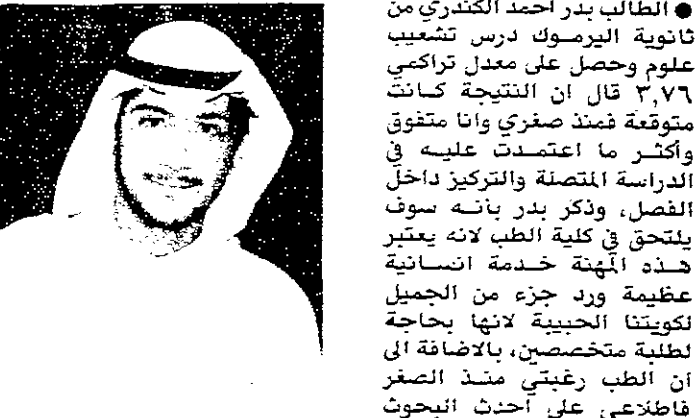 ● الطالب بدر احمد الكندري من
ثانوية اليرموك درس تشعيب
علوم وحصل على معدل تراكمي
٣,٧٦ قال ان النتيجة كانت
متوقعة فمنذ صغري وانا متفوق
وأكثر ما اعتمدت عليه في
الدراسة المتصلة والتركيز داخل
الفصل، وذكر بدر بأنه سوف
يلتحق في كلية الطب لانه يعتبر
هذه المهنة خدمة انسانية
عظيمة ورد جزء من الجميل
لكويتنا الحبيبة لانها بحاجة
لطلبة متخصصين، بالاضافة الى
ان الطب رغبتي منذ الصغر
فاطلاعي على احدث البحوث